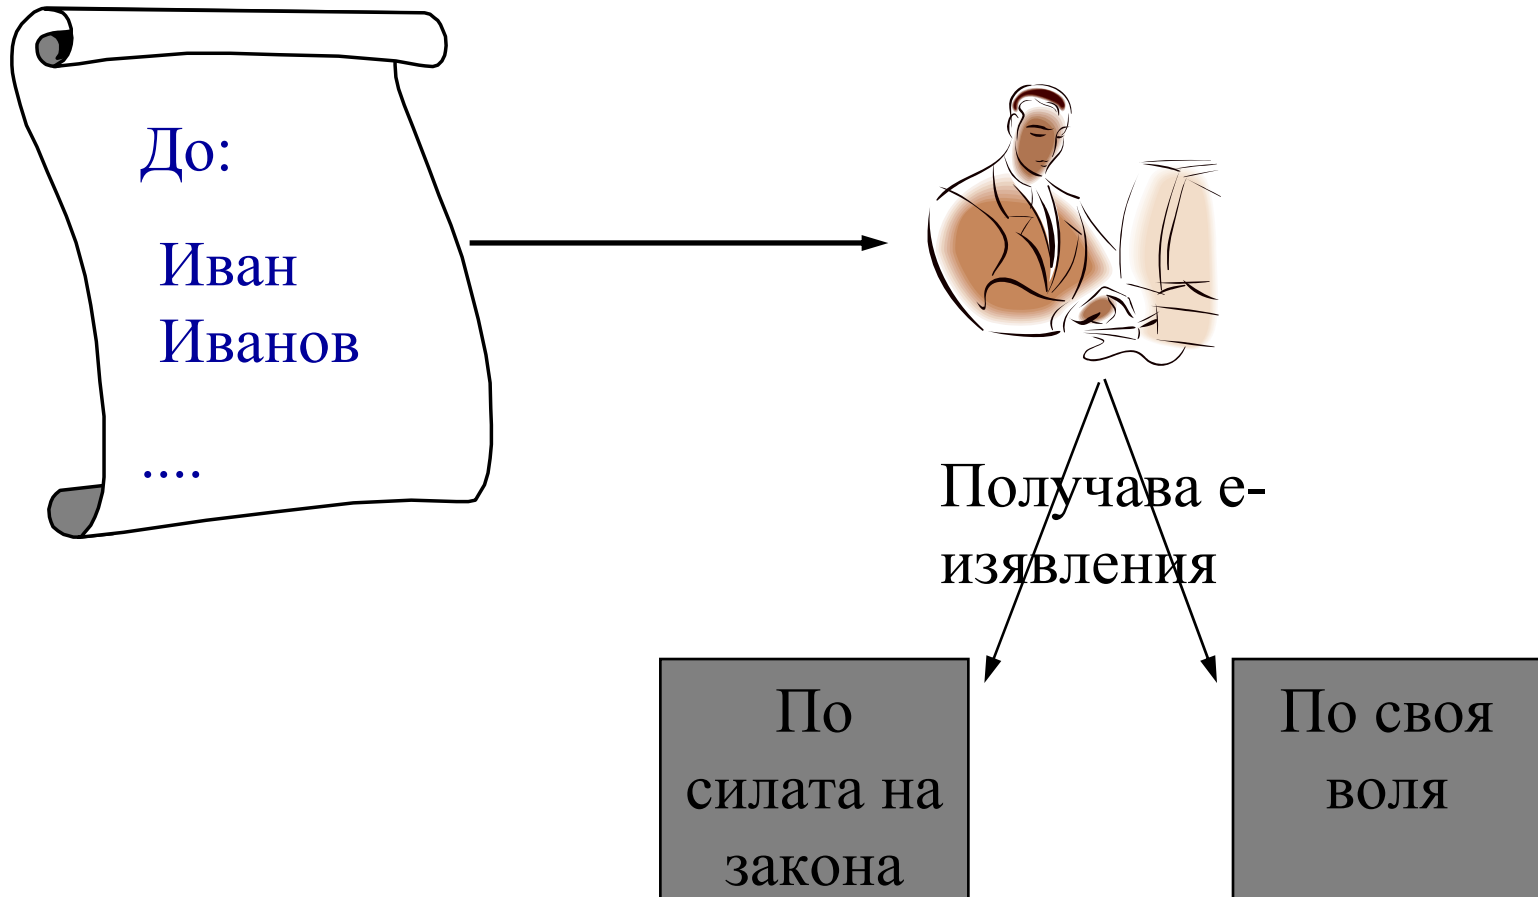 До:
Иван
Иванов
....
Получава е-
изявления
По
силата на
закона
По своя
воля